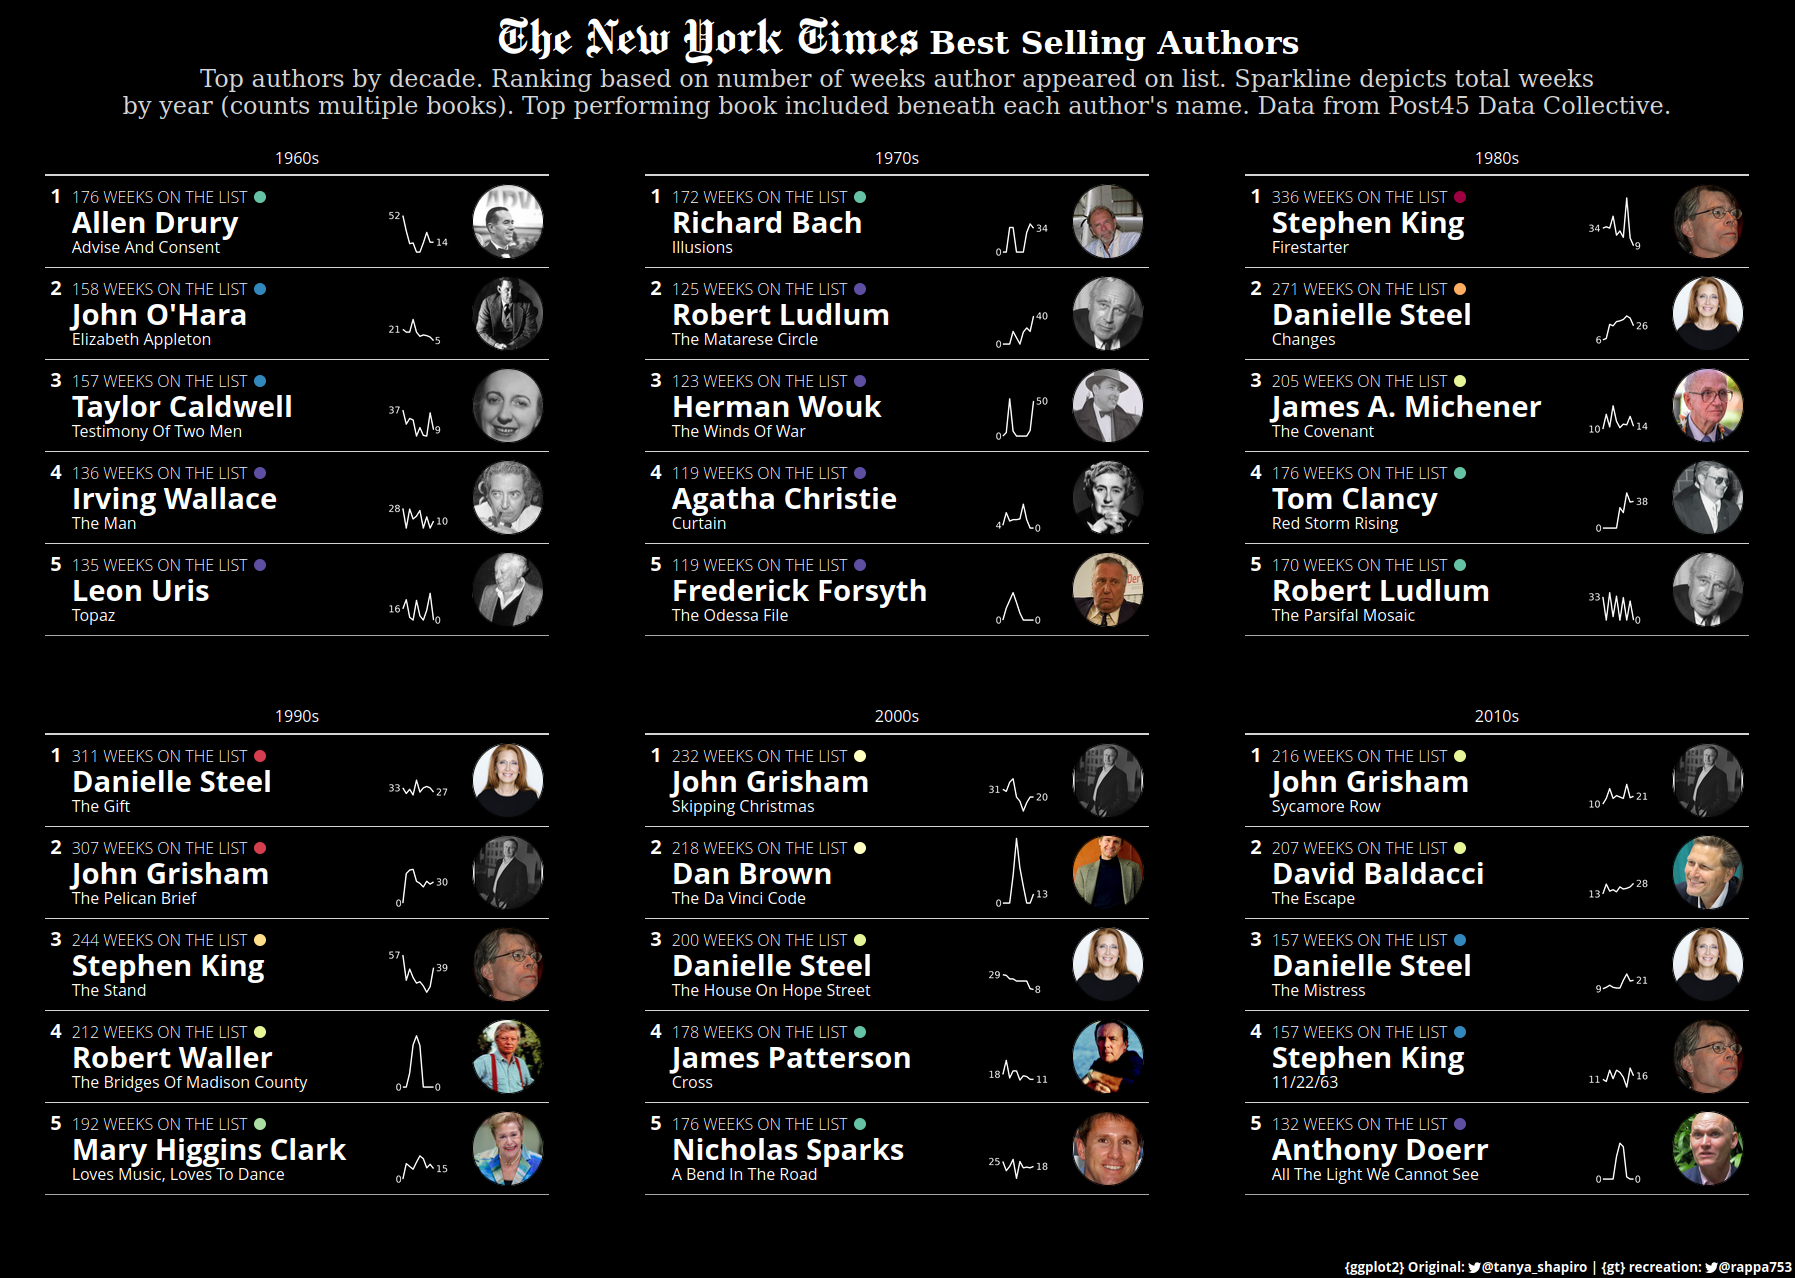 The New York Times Best Selling Authors
Top authors by decade. Ranking based on number of weeks author appeared on list. Sparkline depicts total weeks
by year (counts multiple books). Top performing book included beneath each author's name. Data from Post45 Data Collective.
1960s
1 176 WEEKS ON THE LIST
Allen Drury
52 14
Advise And Consent
2 158 WEEKS ON THE LIST
John O'Hara
21 5
Elizabeth Appleton
3 157 WEEKS ON THE LIST
Taylor Caldwell
37 9
Testimony Of Two Men
4 136 WEEKS ON THE LIST
Irving Wallace
28 10
The Man
5 135 WEEKS ON THE LIST
Leon Uris
16 0
Topaz
1970s
1 172 WEEKS ON THE LIST
Richard Bach
0 34
Illusions
2 125 WEEKS ON THE LIST
Robert Ludlum
0 40
The Matarese Circle
3 123 WEEKS ON THE LIST
Herman Wouk
0 50
The Winds Of War
4 119 WEEKS ON THE LIST
Agatha Christie
4 0
Curtain
5 119 WEEKS ON THE LIST
Frederick Forsyth
0 0
The Odessa File
1980s
1 336 WEEKS ON THE LIST
Stephen King
34 9
Firestarter
2 271 WEEKS ON THE LIST
Danielle Steel
6 26
Changes
3 205 WEEKS ON THE LIST
James A. Michener
10 14
The Covenant
4 176 WEEKS ON THE LIST
Tom Clancy
0 38
Red Storm Rising
5 170 WEEKS ON THE LIST
Robert Ludlum
33 0
The Parsifal Mosaic
1990s
1 311 WEEKS ON THE LIST
Danielle Steel
33 27
The Gift
2 307 WEEKS ON THE LIST
John Grisham
0 30
The Pelican Brief
3 244 WEEKS ON THE LIST
Stephen King
57 39
The Stand
4 212 WEEKS ON THE LIST
Robert Waller
0 0
The Bridges Of Madison County
5 192 WEEKS ON THE LIST
Mary Higgins Clark
0 15
Loves Music, Loves To Dance
2000s
1 232 WEEKS ON THE LIST
John Grisham
31 20
Skipping Christmas
2 218 WEEKS ON THE LIST
Dan Brown
0 13
The Da Vinci Code
3 200 WEEKS ON THE LIST
Danielle Steel
29 8
The House On Hope Street
4 178 WEEKS ON THE LIST
James Patterson
18 11
Cross
5 176 WEEKS ON THE LIST
Nicholas Sparks
25 18
A Bend In The Road
2010s
1 216 WEEKS ON THE LIST
John Grisham
10 21
Sycamore Row
2 207 WEEKS ON THE LIST
David Baldacci
13 28
The Escape
3 157 WEEKS ON THE LIST
Danielle Steel
9 21
The Mistress
4 157 WEEKS ON THE LIST
Stephen King
11 16
11/22/63
5 132 WEEKS ON THE LIST
Anthony Doerr
0 0
All The Light We Cannot See
{ggplot2} Original: @tanya_shapiro | {gt} recreation: @rappa753